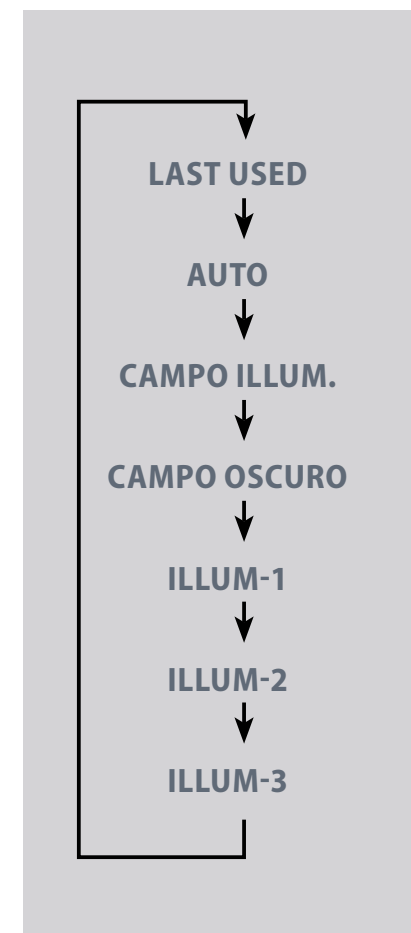 LAST USED
AUTO
CAMPO ILLUM.
CAMPO OSCURO
ILLUM-1
ILLUM-2
ILLUM-3